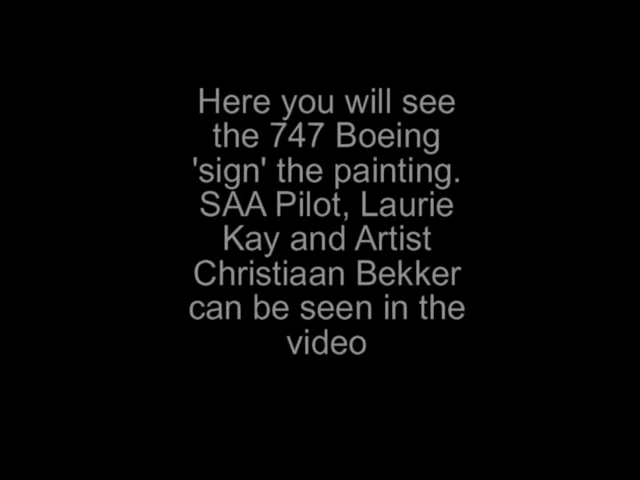 Here you will see
the 747 Boeing
'sign' the painting.
SAA Pilot, Laurie
Kay and Artist
Christiaan Bekker
can be seen in the
video